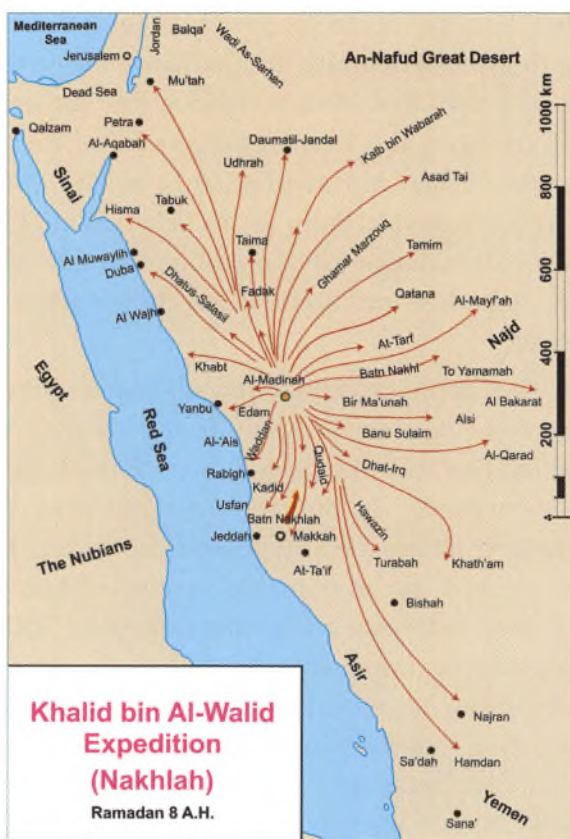 Mediterranean
Sea
Jordan
Balqa'
Wadi As-Sarhan
An-Nafud Great Desert
Jerusalem
Dead Sea
Mu'tah
1000 km
Qalzam
Petra
Al-Aqabah
Daumatil-Jandal
Kalb bin Wabarah
Udhrah
Asad Tai
800
Sinai
Hisma
Tabuk
Taima
Ghamar Marzouq
Tamim
Al Muwaylih
Duba
Dhatus-Salasil
Fadak
600
Qatana
Al-Mayf'ah
Al Wajh
At-Tarf
Najd
Egypt
Khabt
Batn Nakhl
To Yamamah
400
Al-Madinah
Red Sea
Yanbu
Edam
Bir Ma'unah
Al Bakarat
Waddan
Alsi
Banu Sulaim
200
Al-'Ais
Qudaid
Al-Qarad
Rabigh
Kadid
Dhat-Irq
Usfan
Batn Nakhlah
Hawazin
The Nubians
Jeddah
Makkah
Turabah
Khath'am
At-Ta'if
Bishah
Asir
Khalid bin Al-Walid
Expedition
(Nakhlah)
Ramadan 8 A.H.
Najran
Sa'dah
Hamdan
Yemen
Sana'